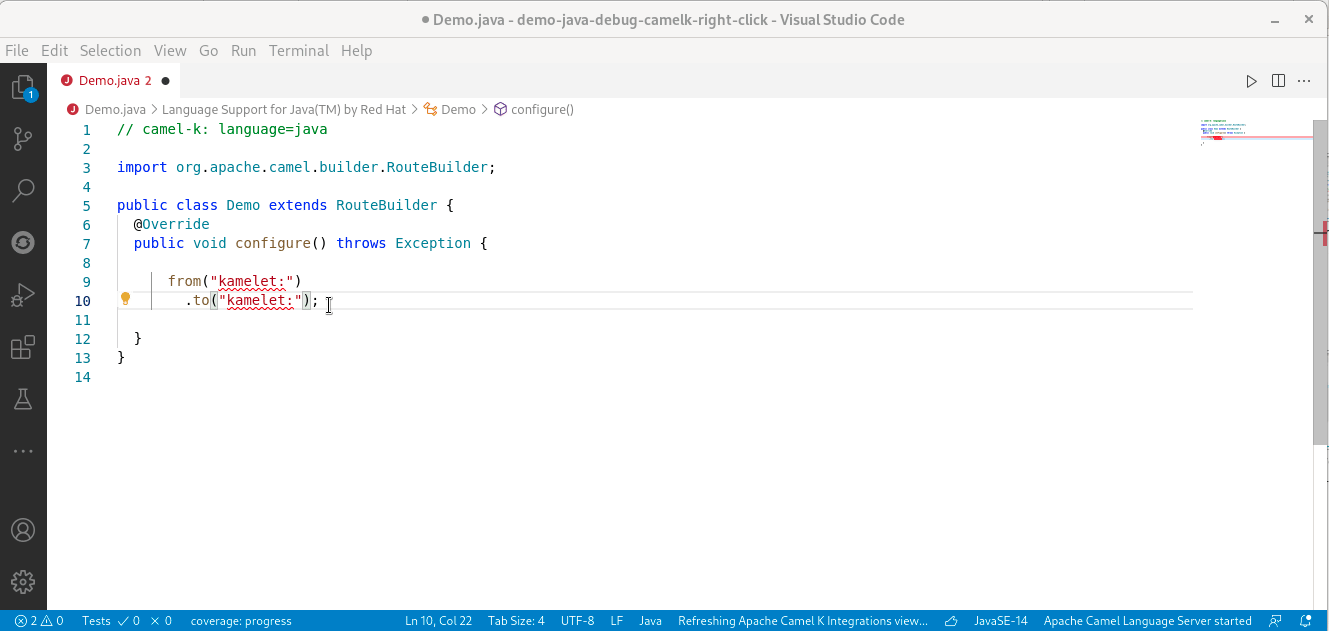 Demo.java - demo-java-debug-camelk-right-click - Visual Studio Code
File Edit Selection View Go Run Terminal Help
J Demo.java 2
1
J Demo.java > Language Support for Java(TM) by Red Hat > Demo > configure()
1 // camel-k: language=java
2
3 import org.apache.camel.builder.RouteBuilder;
4
5 public class Demo extends RouteBuilder {
6 @Override
7 public void configure() throws Exception {
8
9 from("kamelet:")
10 .to("kamelet:");
11
12 }
13 }
14
2 0 Tests 0 0 coverage: progress Ln 10, Col 22 Tab Size: 4 UTF-8 LF Java Refreshing Apache Camel K Integrations view... JavaSE-14 Apache Camel Language Server started